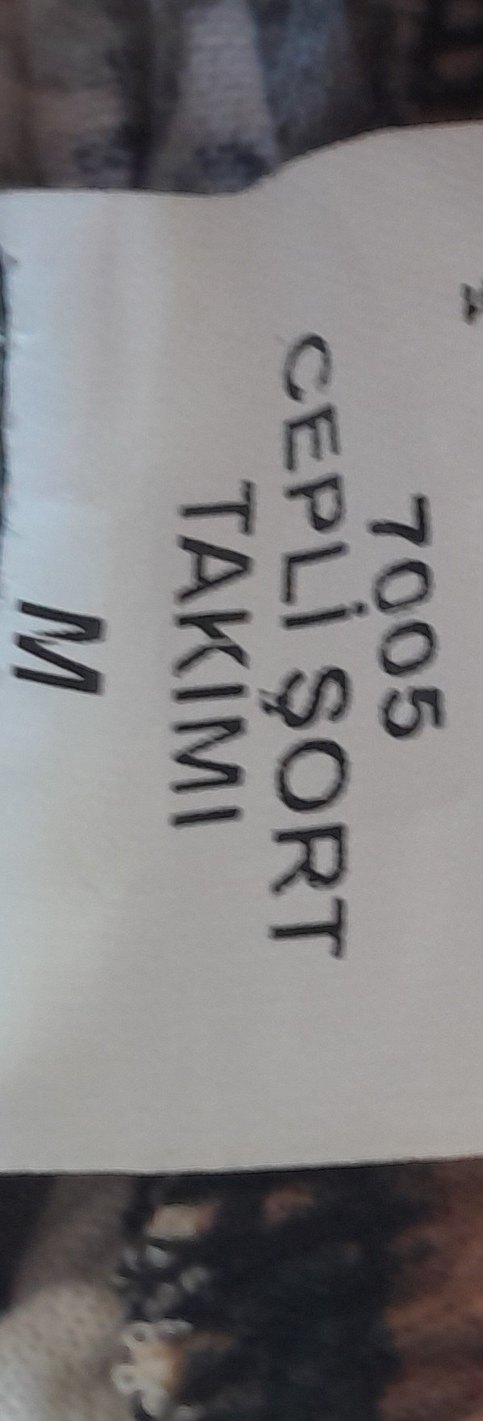 7005
CEPLİ ŞORT
TAKIMI
M